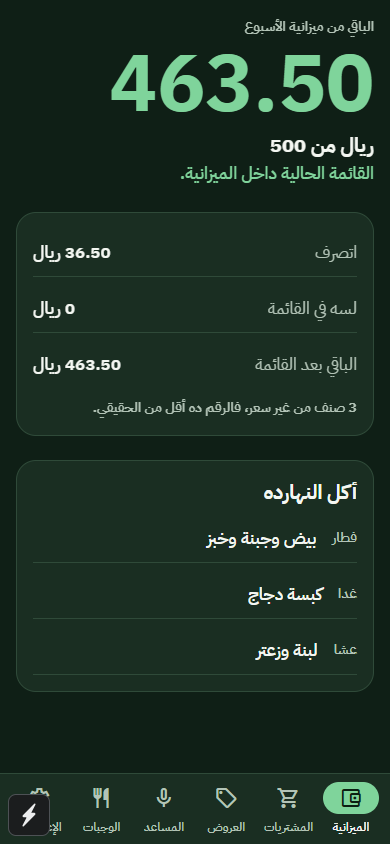 الباقي من ميزانية الأسبوع
463.50
ريال من 500
القائمة الحالية داخل الميزانية.
اتصرف 36.50 ريال
لسه في القائمة 0 ريال
الباقي بعد القائمة 463.50 ريال
3 صنف من غير سعر، فالرقم ده أقل من الحقيقي.
أكل النهارده
فطار بيض وجبنة وخبز
غدا كبسة دجاج
عشا لبنة وزعتر
الميزانية المشتريات العروض المساعد الوجبات